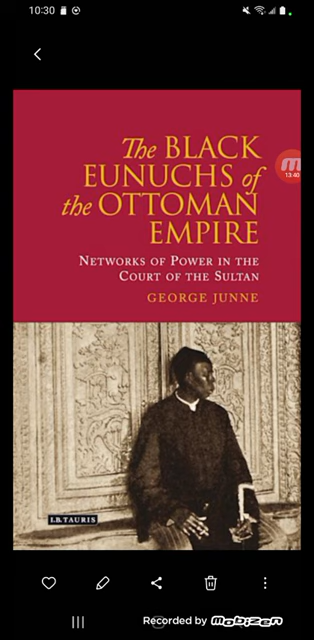 10:30
13:40
The BLACK
EUNUCHS of
the OTTOMAN
EMPIRE
NETWORKS OF POWER IN THE
COURT OF THE SULTAN
GEORGE JUNNE
I.B.TAURIS
Recorded by mobizen